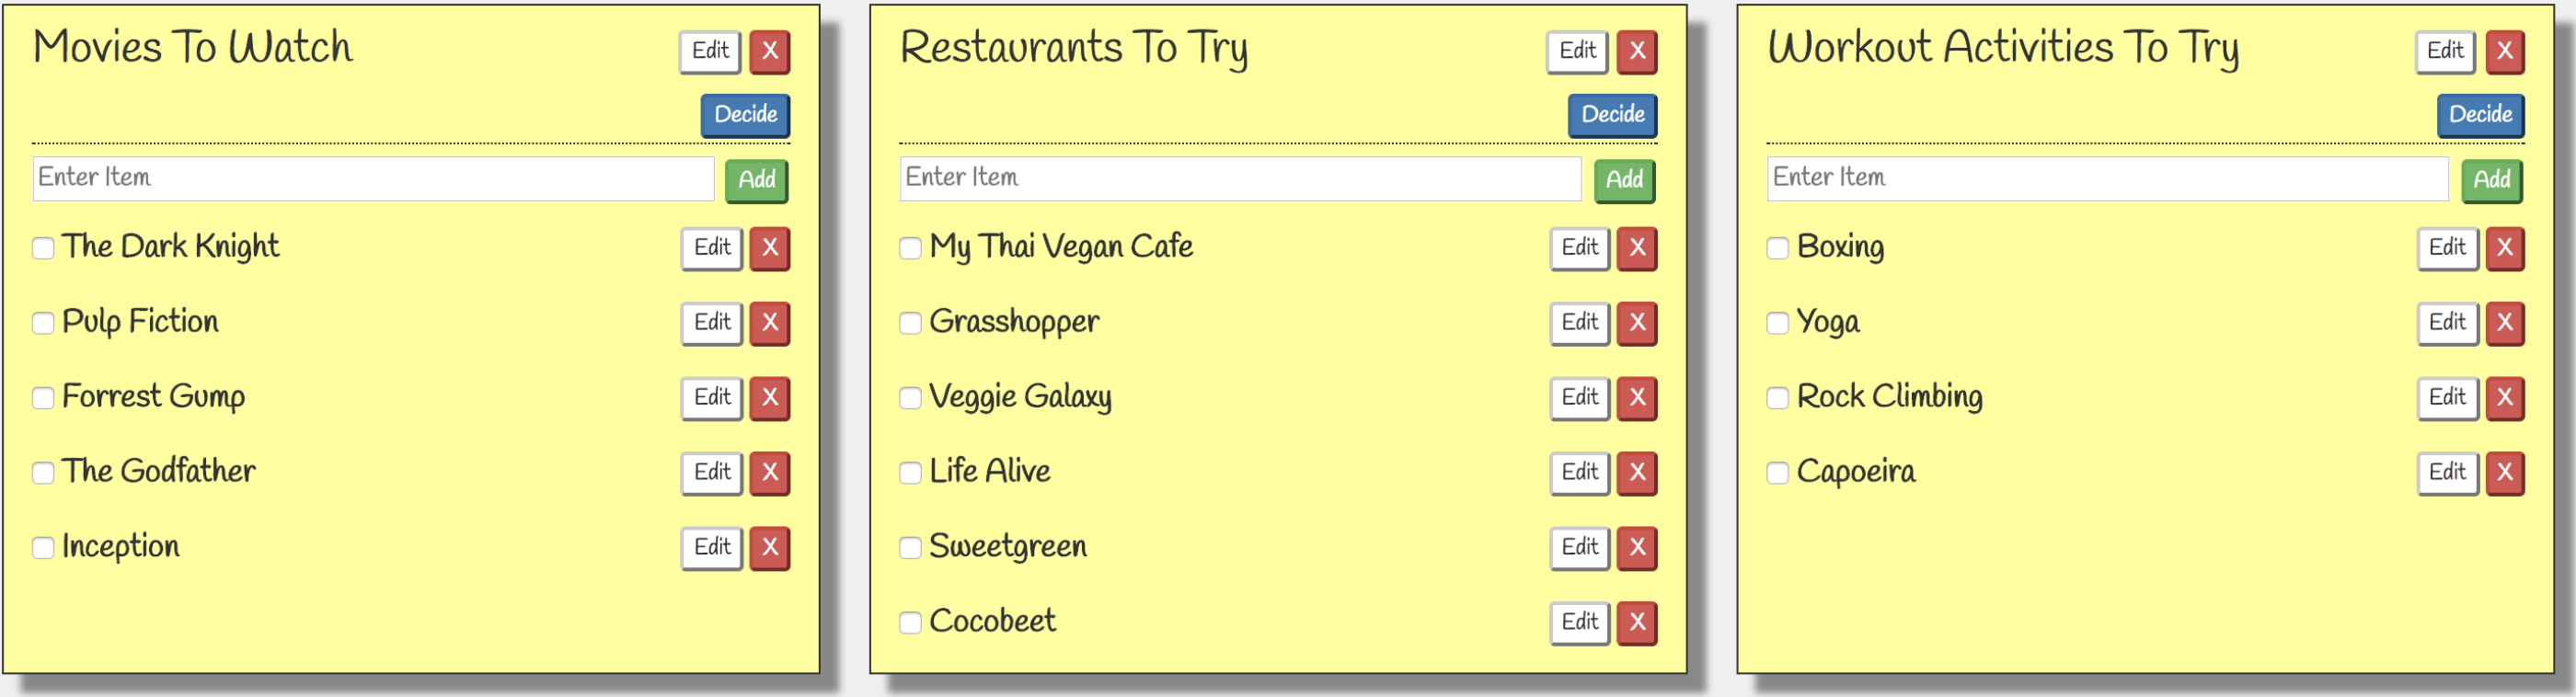 Movies To Watch Edit X
Decide
Enter Item Add
The Dark Knight Edit X
Pulp Fiction Edit X
Forrest Gump Edit X
The Godfather Edit X
Inception Edit X
Restaurants To Try Edit X
Decide
Enter Item Add
My Thai Vegan Cafe Edit X
Grasshopper Edit X
Veggie Galaxy Edit X
Life Alive Edit X
Sweetgreen Edit X
Cocobeet Edit X
Workout Activities To Try Edit X
Decide
Enter Item Add
Boxing Edit X
Yoga Edit X
Rock Climbing Edit X
Capoeira Edit X